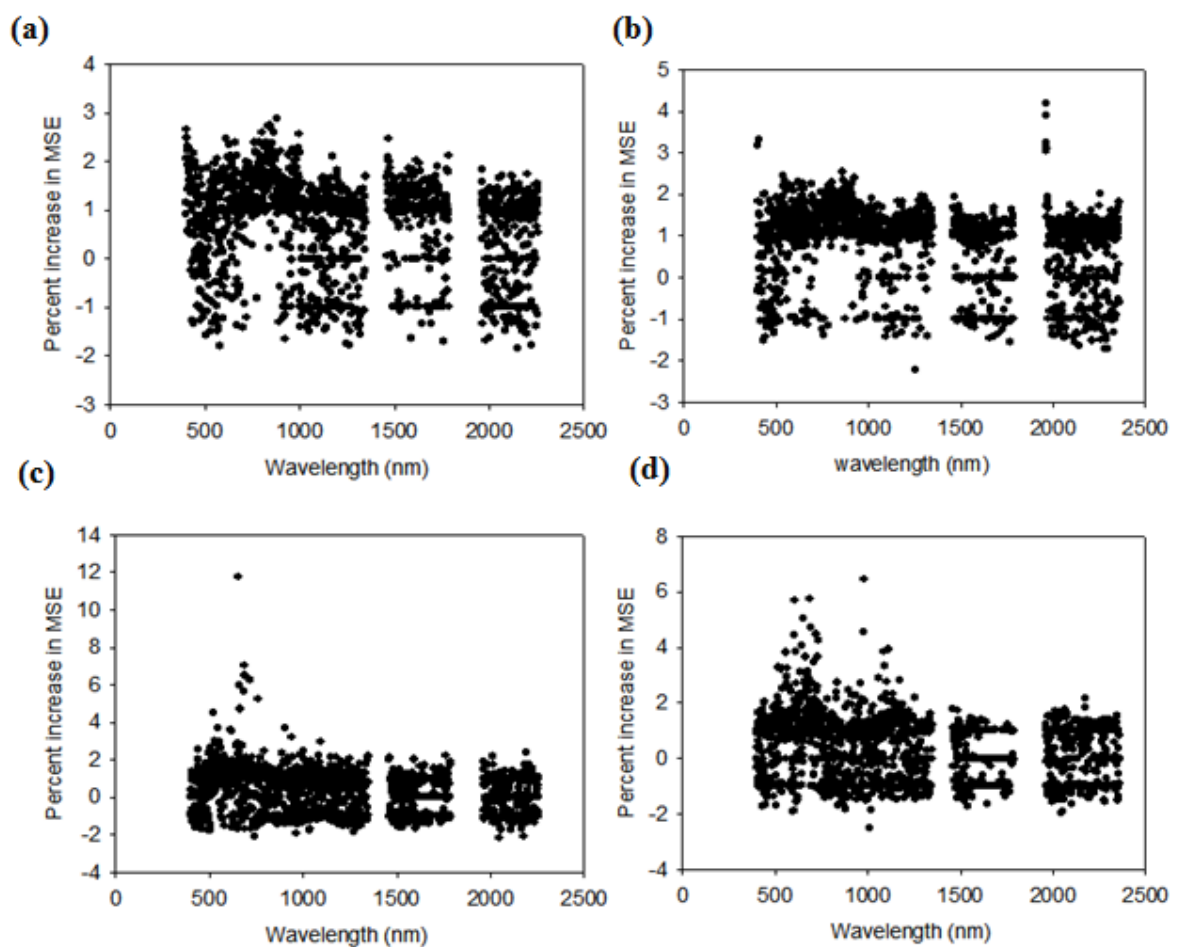 (a)
(b)
Percent increase in MSE
4
3
2
1
0
-1
-2
-3
0 500 1000 1500 2000 2500
Wavelength (nm)
Percent increase in MSE
5
4
3
2
1
0
-1
-2
-3
0 500 1000 1500 2000 2500
wavelength (nm)
(c)
(d)
Percent increase in MSE
14
12
10
8
6
4
2
0
-2
-4
0 500 1000 1500 2000 2500
Wavelength (nm)
Percent increase in MSE
8
6
4
2
0
-2
-4
0 500 1000 1500 2000 2500
Wavelength (nm)